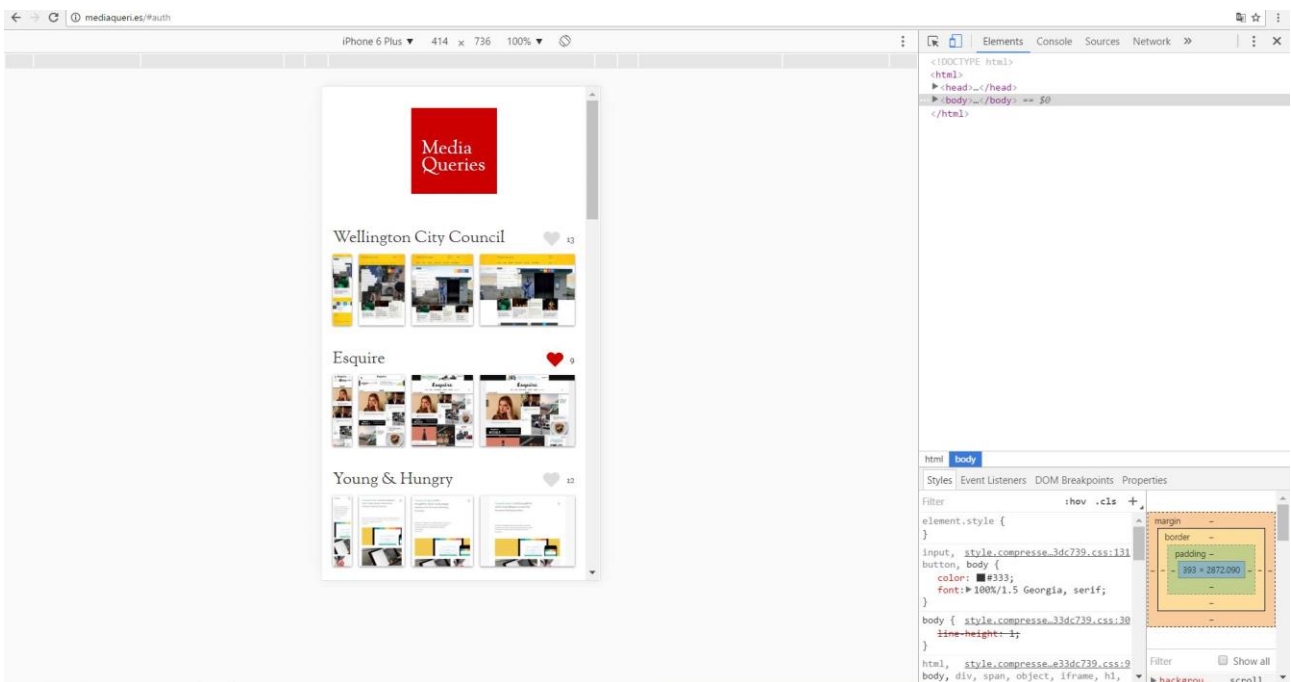 mediaqueri.es/#auth
iPhone 6 Plus ▼ 414 × 736 100% ▼
Elements Console Sources Network »
<!DOCTYPE html>
<html>
▶<head>…</head>
…▶<body>…</body> == $0
</html>
Media
Queries
Wellington City Council 13
Esquire 9
Young & Hungry 12
html body
Styles Event Listeners DOM Breakpoints Properties
Filter :hov .cls +
element.style {
}
input, style.compresse…3dc739.css:131
button, body {
color: #333;
font:▶ 100%/1.5 Georgia, serif;
}
body { style.compresse…33dc739.css:30
line-height: 1;
}
html, style.compresse…e33dc739.css:9
body, div, span, object, iframe, h1,
margin –
border –
padding –
– – – 393 × 2872.090 – – –
–
–
–
Filter Show all
▶ backgrou… scroll